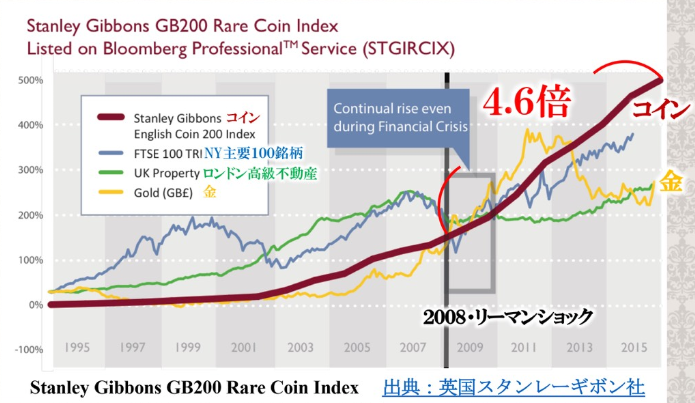 Stanley Gibbons GB200 Rare Coin Index
Listed on Bloomberg Professional™ Service (STGIRCIX)
500%
400%
300%
200%
100%
0%
-100%
Stanley Gibbons コイン
English Coin 200 Index
FTSE 100 TRI NY主要100銘柄
UK Property ロンドン高級不動産
Gold (GB£) 金
Continual rise even
during Financial Crisis
4.6倍
コイン
金
2008・リーマンショック
1995 1997 1999 2001 2003 2005 2007 2009 2011 2013 2015
Stanley Gibbons GB200 Rare Coin Index 出典：英国スタンレーギボン社